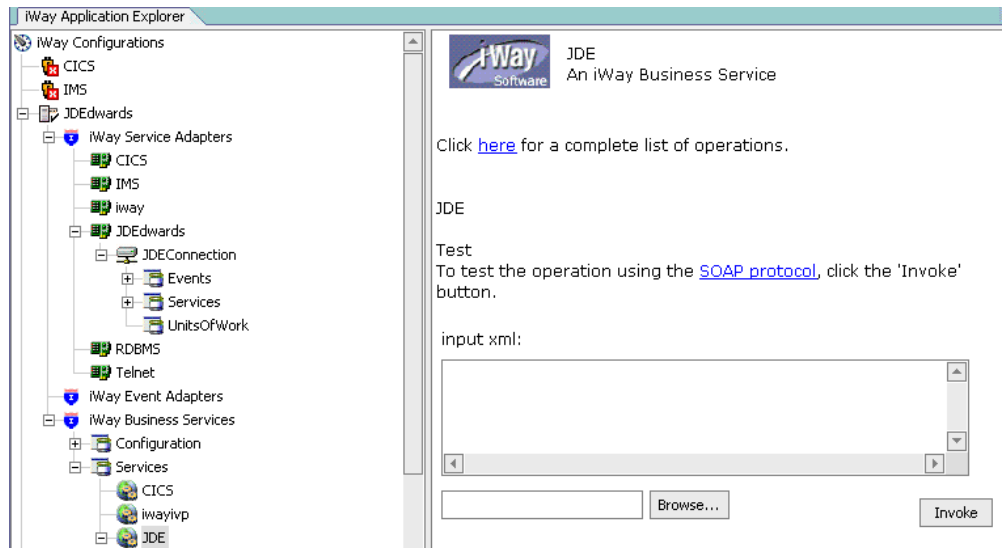 iWay Application Explorer
iWay Configurations
CICS
IMS
JDEdwards
iWay Service Adapters
CICS
IMS
iway
JDEdwards
JDEConnection
Events
Services
UnitsOfWork
RDBMS
Telnet
iWay Event Adapters
iWay Business Services
Configuration
Services
CICS
iwayivp
JDE
iWay
Software
JDE
An iWay Business Service
Click here for a complete list of operations.
JDE
Test
To test the operation using the SOAP protocol, click the 'Invoke'
button.
input xml:
Browse...
Invoke